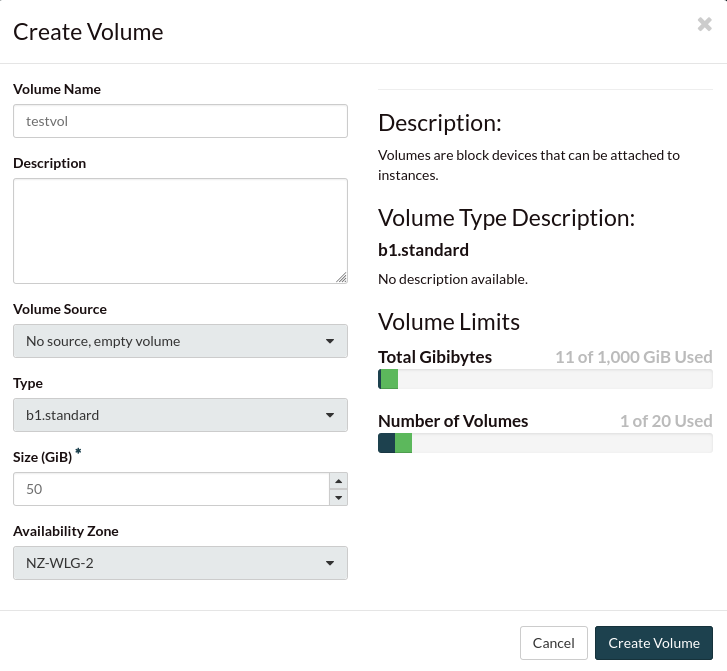 Create Volume
Volume Name
testvol
Description
Volume Source
No source, empty volume
Type
b1.standard
Size (GiB) *
50
Availability Zone
NZ-WLG-2
Description:
Volumes are block devices that can be attached to
instances.
Volume Type Description:
b1.standard
No description available.
Volume Limits
Total Gibibytes 11 of 1,000 GiB Used
Number of Volumes 1 of 20 Used
Cancel Create Volume